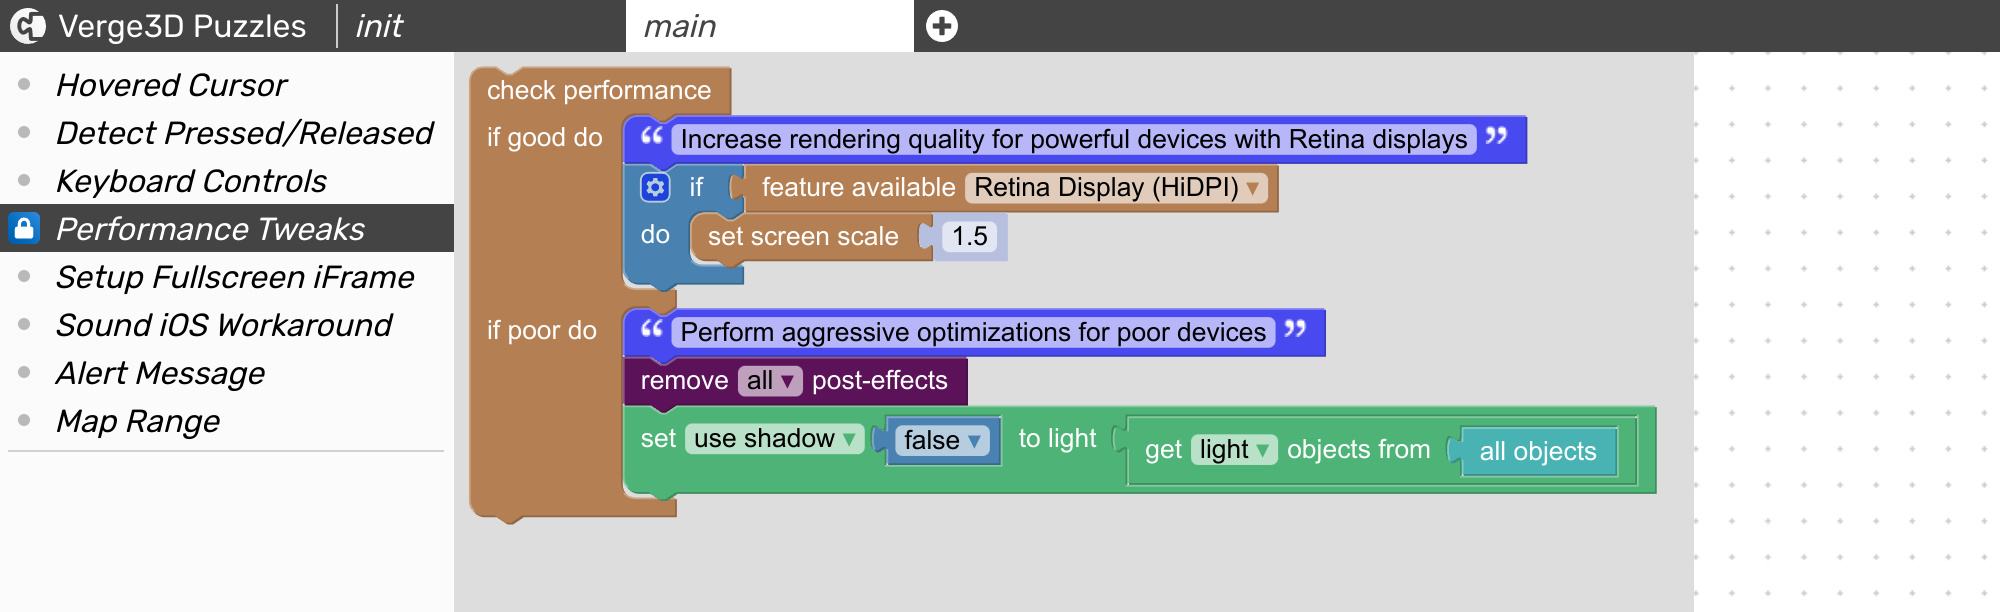 Verge3D Puzzles
init
main
Hovered Cursor
Detect Pressed/Released
Keyboard Controls
Performance Tweaks
Setup Fullscreen iFrame
Sound iOS Workaround
Alert Message
Map Range
check performance
if good do “ Increase rendering quality for powerful devices with Retina displays ”
if feature available Retina Display (HiDPI) ▾
do set screen scale 1.5
if poor do “ Perform aggressive optimizations for poor devices ”
remove all ▾ post-effects
set use shadow ▾ false ▾ to light get light ▾ objects from all objects